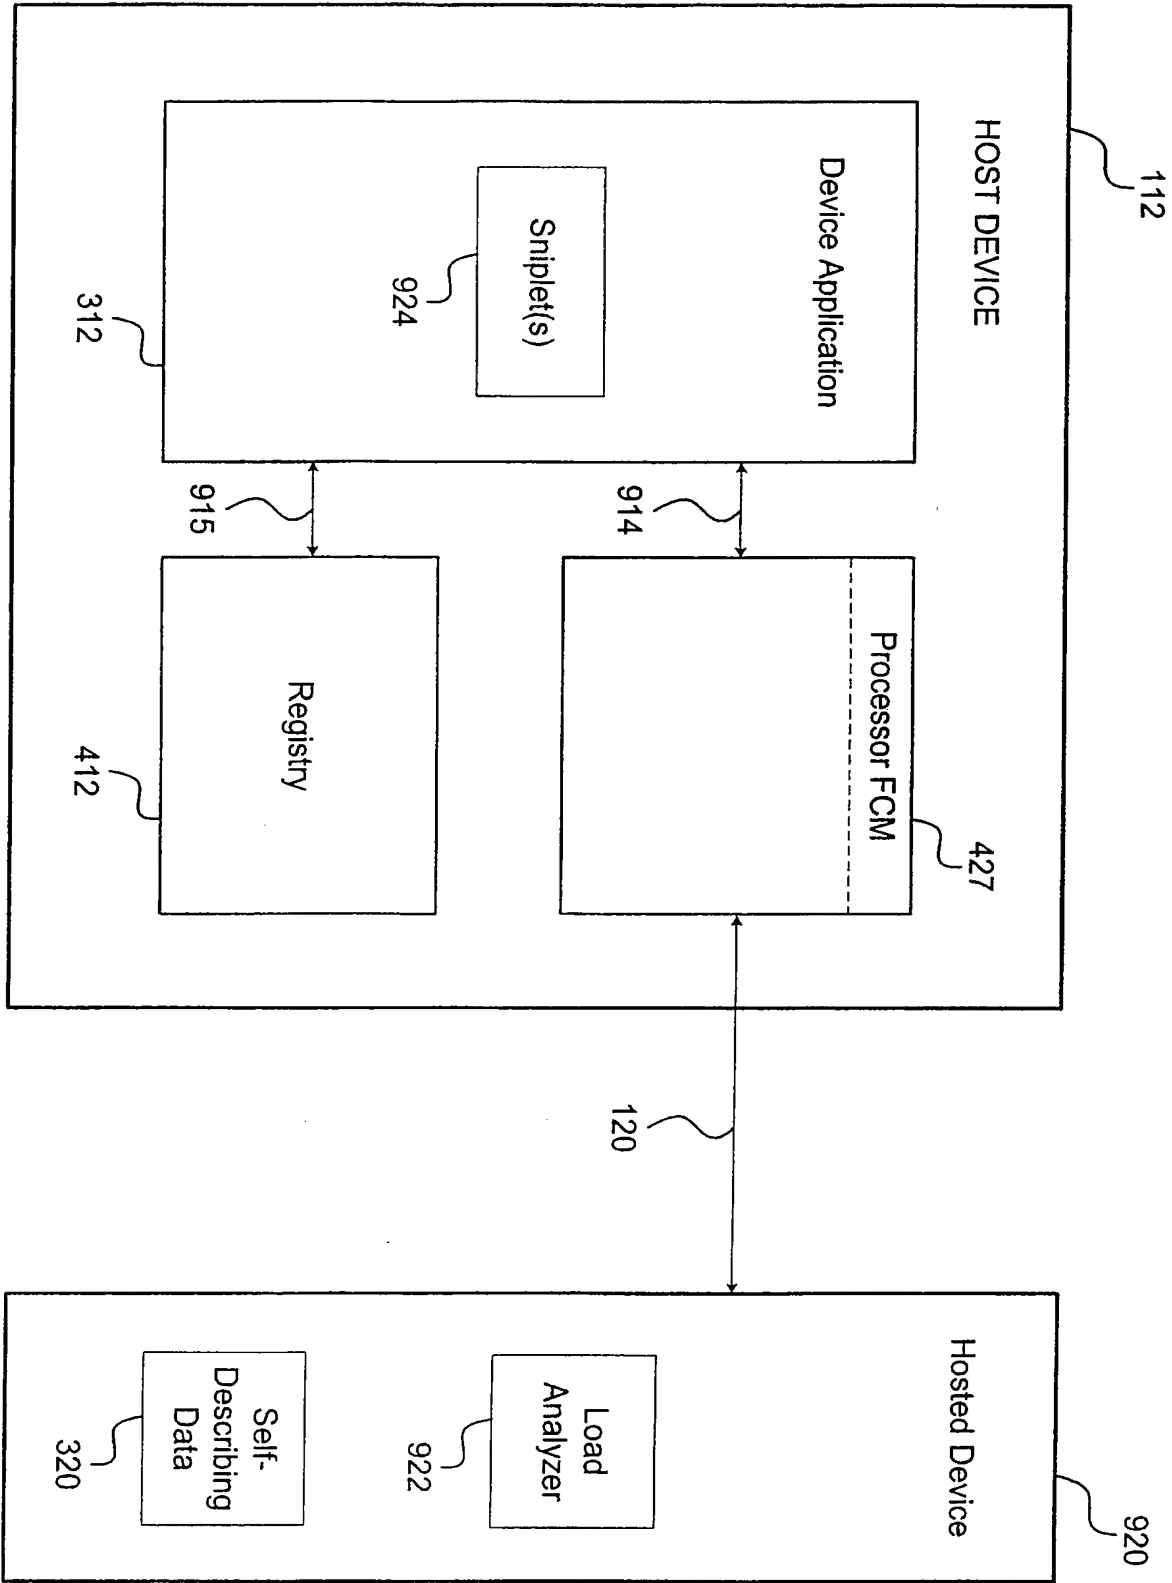 112
920
HOST DEVICE
427
Hosted Device
Processor FCM
Device Application
914
120
Load
Analyzer
Sniplet(s)
922
924
Registry
Self-
Describing
Data
915
312
412
320